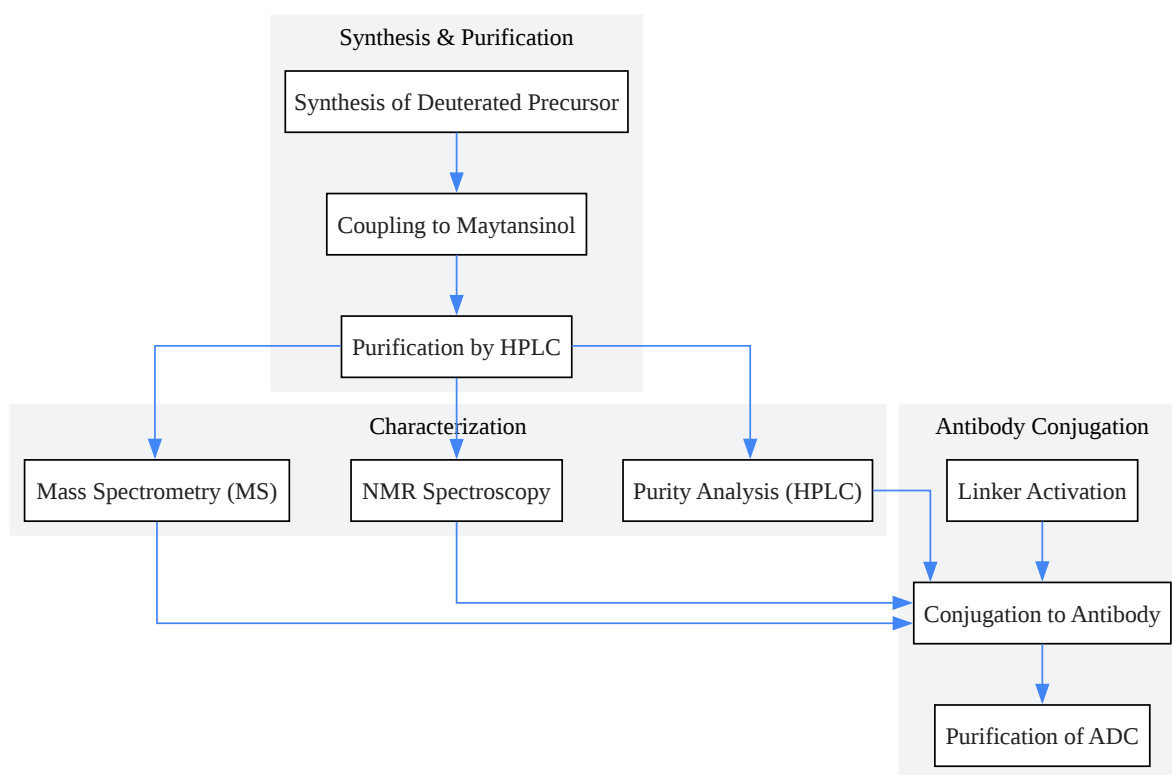 Synthesis & Purification
Synthesis of Deuterated Precursor
Coupling to Maytansinol
Purification by HPLC
Characterization
Mass Spectrometry (MS)
NMR Spectroscopy
Purity Analysis (HPLC)
Antibody Conjugation
Linker Activation
Conjugation to Antibody
Purification of ADC